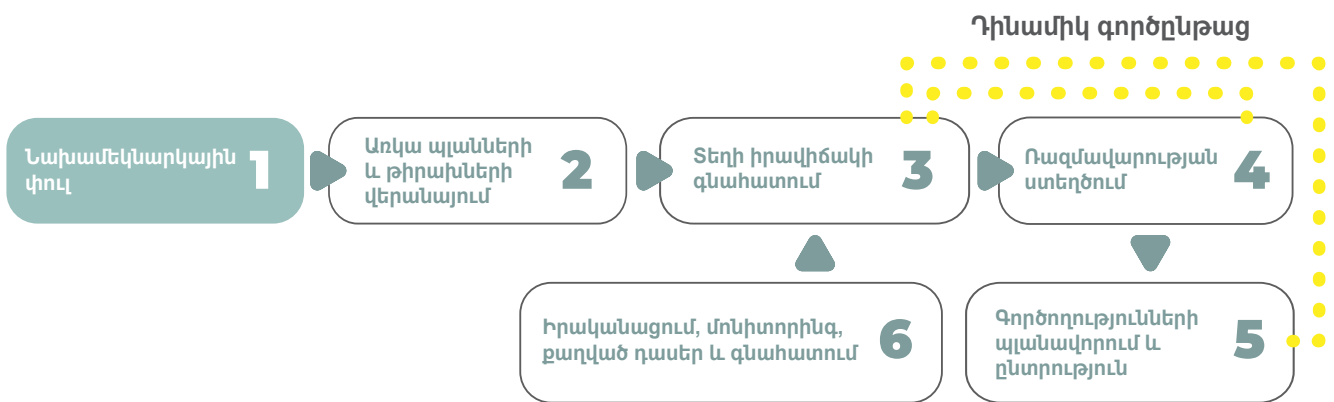 Դինամիկ գործընթաց
Նախամեկնարկային
փուլ
1
Առկա պլանների
և թիրախների
վերանայում
2
Տեղի իրավիճակի
գնահատում
3
Ռազմավարության
ստեղծում
4
Իրականացում, մոնիտորինգ,
քաղված դասեր և գնահատում
6
Գործողությունների
պլանավորում և
ընտրություն
5